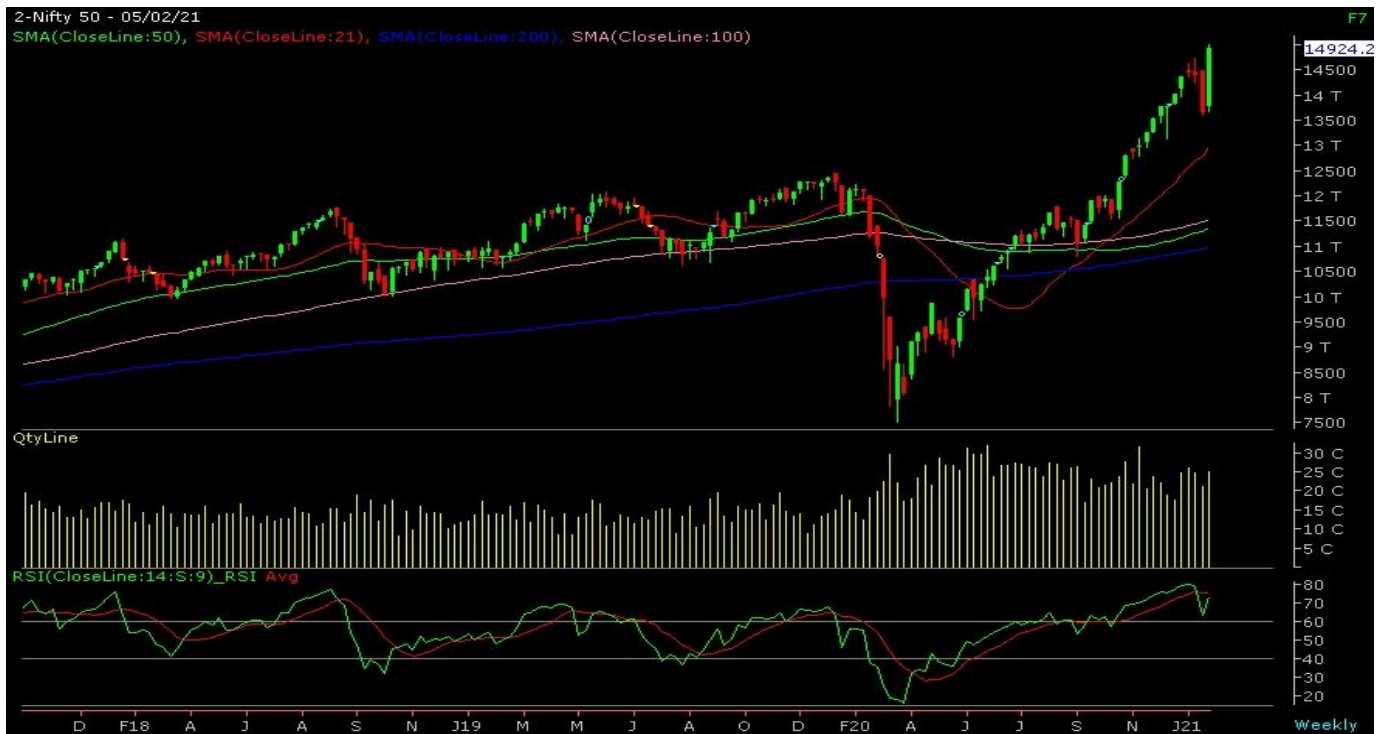 2-Nifty 50 - 05/02/21
F7
SMA(CloseLine:50), SMA(CloseLine:21), SMA(CloseLine:200), SMA(CloseLine:100)
14924.2
14500
14 T
13500
13 T
12500
12 T
11500
11 T
10500
10 T
9500
9 T
8500
8 T
7500
QtyLine
30 C
25 C
20 C
15 C
10 C
5 C
RSI(CloseLine:14:S:9)_RSI Avg
80
70
60
50
40
30
20
D F18 A J A S N J19 M M J A O D F20 A J J S N J21
Weekly